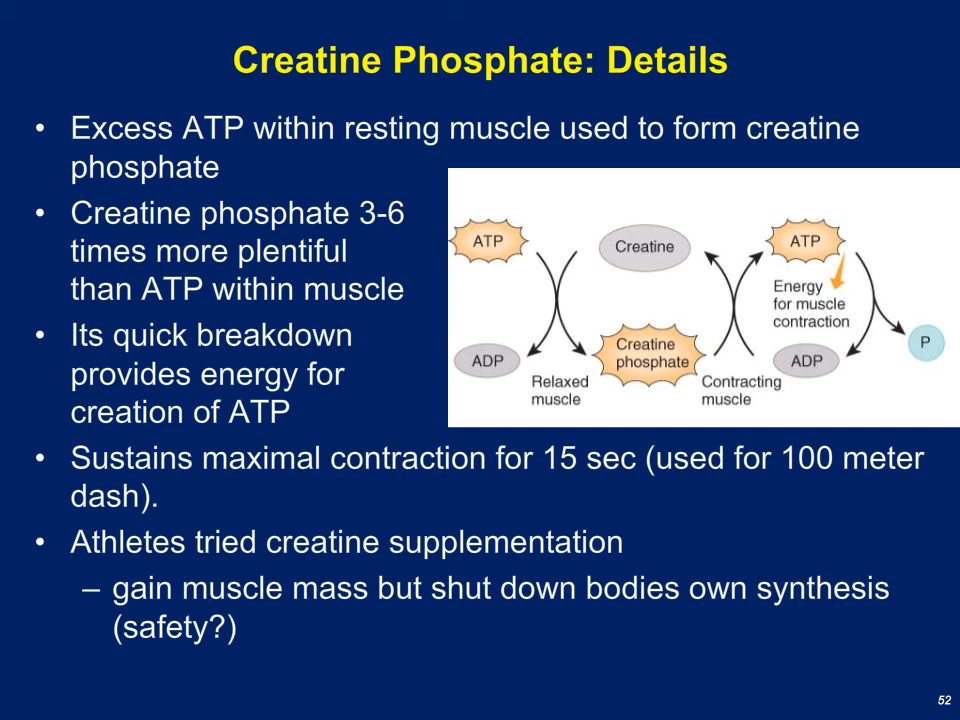 Creatine Phosphate: Details
• Excess ATP within resting muscle used to form creatine
phosphate
• Creatine phosphate 3-6
times more plentiful
than ATP within muscle
• Its quick breakdown
provides energy for
creation of ATP
• Sustains maximal contraction for 15 sec (used for 100 meter
dash).
• Athletes tried creatine supplementation
– gain muscle mass but shut down bodies own synthesis
(safety?)
ATP
Creatine
ATP
Energy
for muscle
contraction
P
ADP
Creatine
phosphate
ADP
Relaxed
muscle
Contracting
muscle
52